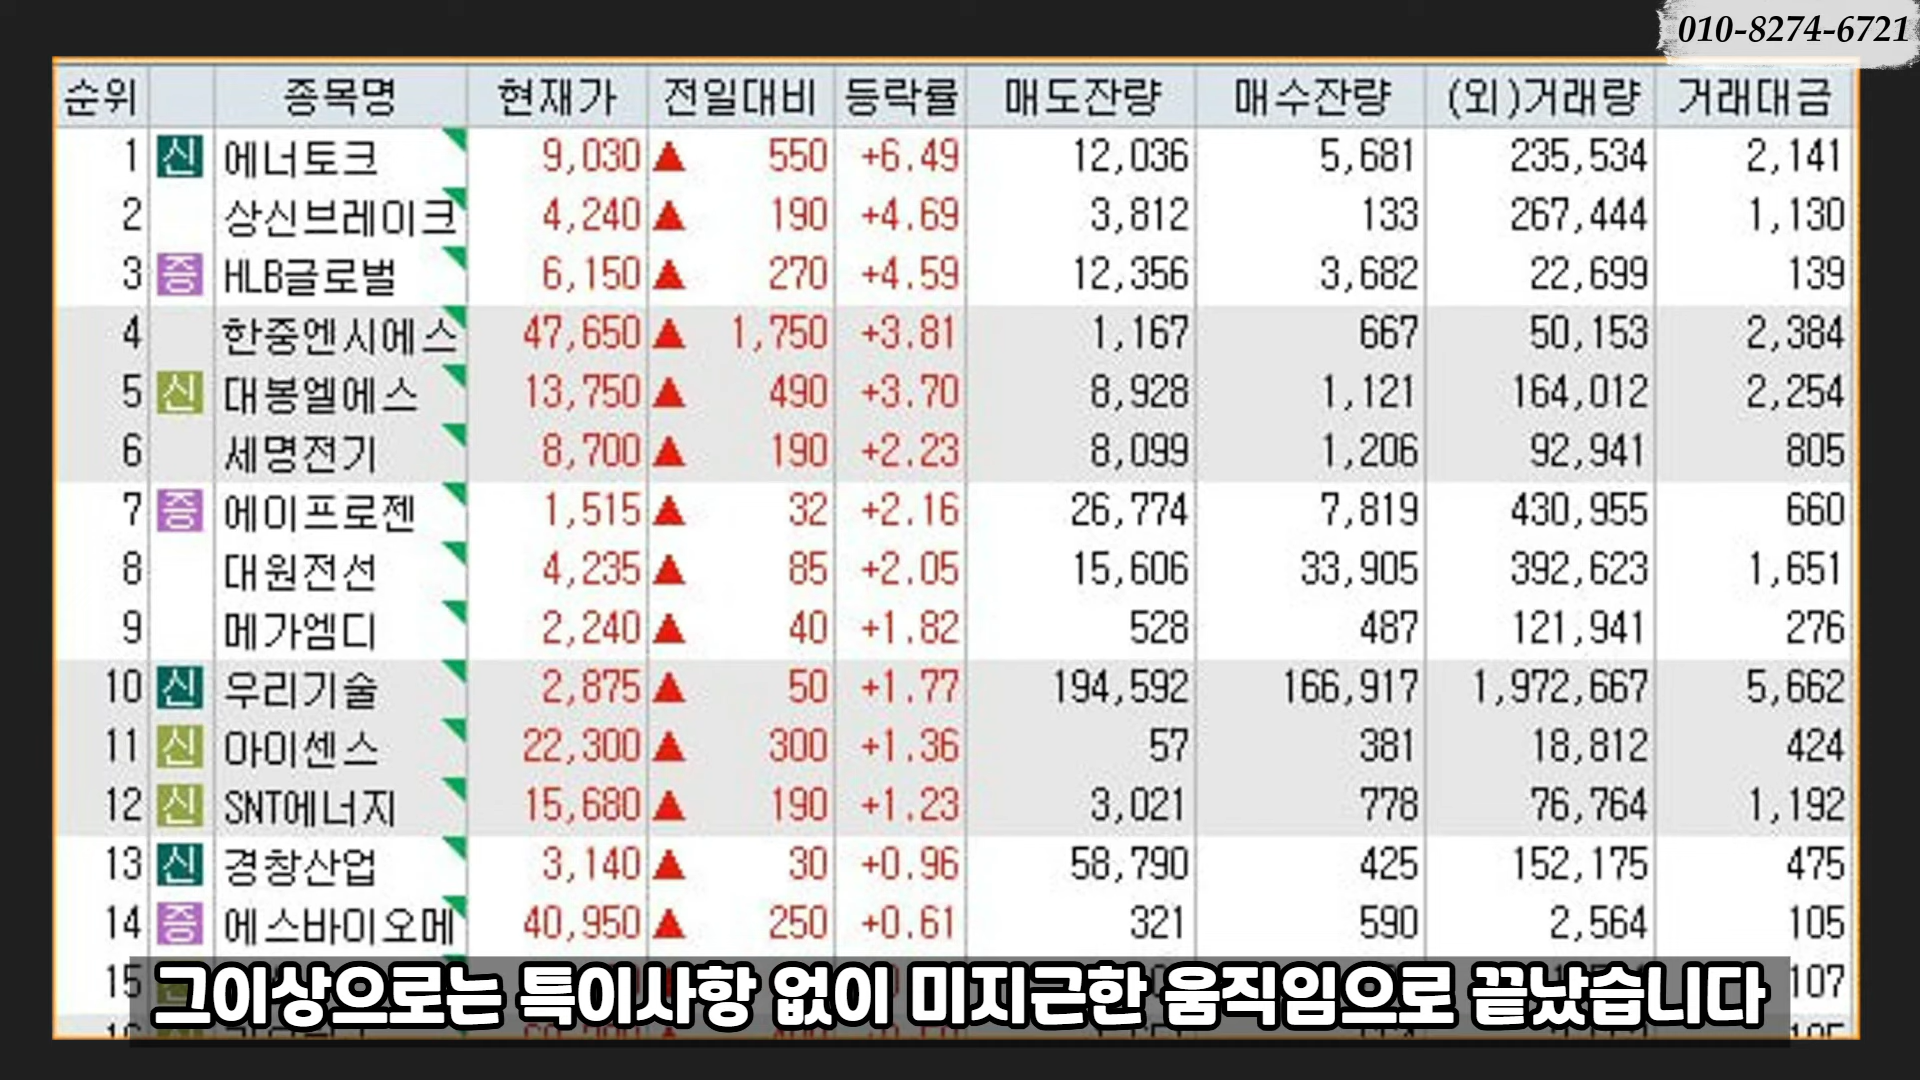 010-8274-6721
순위 종목명 현재가 전일대비 등락률 매도잔량 매수잔량 (외)거래량 거래대금
1 신 에너토크 9,030 ▲ 550 +6.49 12,036 5,681 235,534 2,141
2 상신브레이크 4,240 ▲ 190 +4.69 3,812 133 267,444 1,130
3 증 HLB글로벌 6,150 ▲ 270 +4.59 12,356 3,682 22,699 139
4 한중엔시에스 47,650 ▲ 1,750 +3.81 1,167 667 50,153 2,384
5 신 대봉엘에스 13,750 ▲ 490 +3.70 8,928 1,121 164,012 2,254
6 세명전기 8,700 ▲ 190 +2.23 8,099 1,206 92,941 805
7 증 에이프로젠 1,515 ▲ 32 +2.16 26,774 7,819 430,955 660
8 대원전선 4,235 ▲ 85 +2.05 15,606 33,905 392,623 1,651
9 메가엠디 2,240 ▲ 40 +1.82 528 487 121,941 276
10 신 우리기술 2,875 ▲ 50 +1.77 194,592 166,917 1,972,667 5,662
11 신 아이센스 22,300 ▲ 300 +1.36 57 381 18,812 424
12 신 SNT에너지 15,680 ▲ 190 +1.23 3,021 778 76,764 1,192
13 신 경창산업 3,140 ▲ 30 +0.96 58,790 425 152,175 475
14 증 에스바이오메 40,950 ▲ 250 +0.61 321 590 2,564 105
15 107
그이상으로는 특이사항 없이 미지근한 움직임으로 끝났습니다